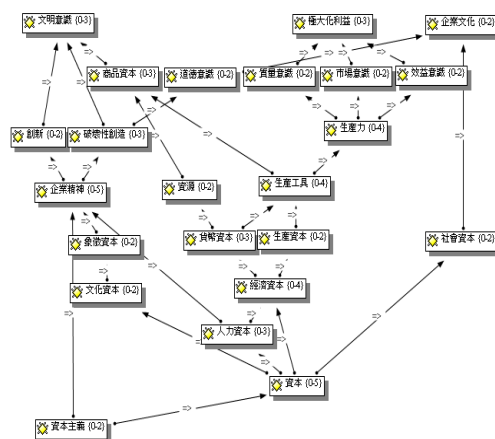 文明意識 {0-3}
極大化利益 {0-3}
企業文化 {0-2}
商品資本 {0-3}
道德意識 {0-2}
質量意識 {0-2}
市場意識 {0-2}
效益意識 {0-2}
創新 {0-2}
破壞性創造 {0-3}
生產力 {0-4}
企業精神 {0-5}
資源 {0-2}
生產工具 {0-4}
象徵資本 {0-2}
貨幣資本 {0-3}
生產資本 {0-2}
社會資本 {0-2}
文化資本 {0-2}
經濟資本 {0-4}
人力資本 {0-3}
資本 {0-5}
資本主義 {0-2}